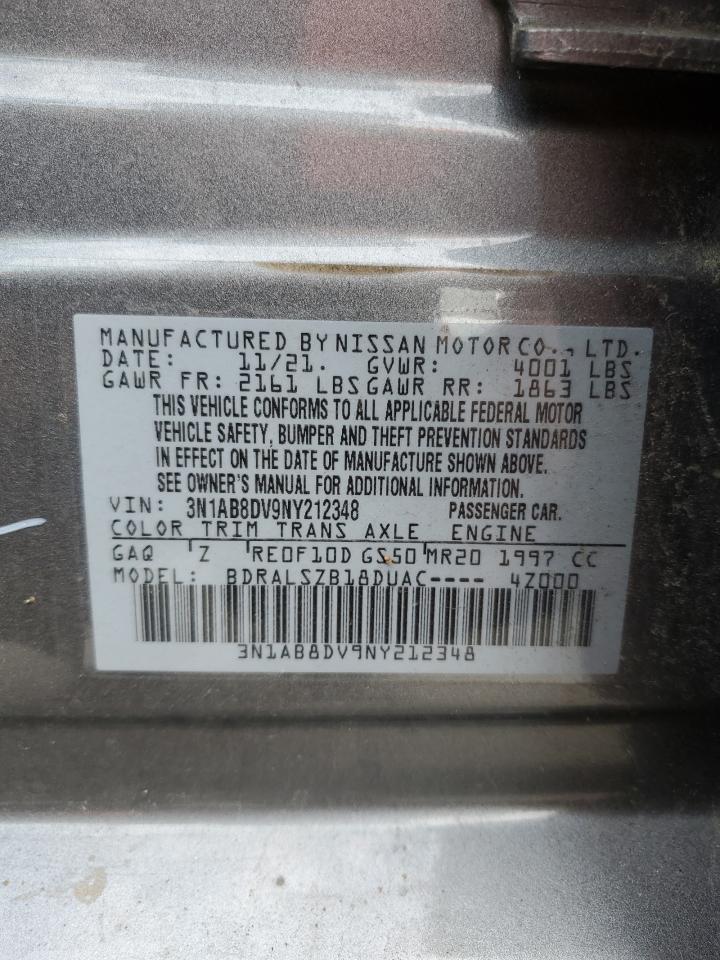 MANUFACTURED BY NISSAN MOTOR CO., LTD.
DATE: 11/21. GVWR: 4001 LBS
GAWR FR: 2161 LBS GAWR RR: 1863 LBS
THIS VEHICLE CONFORMS TO ALL APPLICABLE FEDERAL MOTOR
VEHICLE SAFETY, BUMPER AND THEFT PREVENTION STANDARDS
IN EFFECT ON THE DATE OF MANUFACTURE SHOWN ABOVE.
SEE OWNER'S MANUAL FOR ADDITIONAL INFORMATION.
VIN: 3N1AB8DV9NY212348 PASSENGER CAR.
COLOR TRIM TRANS AXLE ENGINE
GAQ Z RE0F10D GS50 MR20 1997 CC
MODEL: BDRALSZB18DUAC---- 4Z000
3N1AB8DV9NY212348